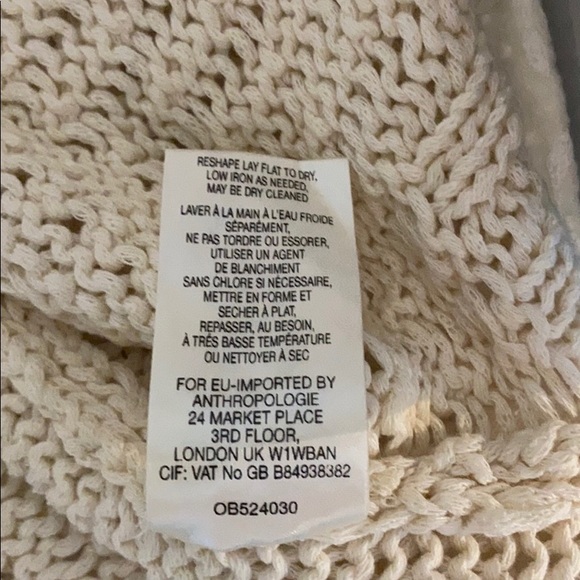 RESHAPE LAY FLAT TO DRY,
LOW IRON AS NEEDED,
MAY BE DRY CLEANED
LAVER À LA MAIN À L'EAU FROIDE
SÉPARÉMENT,
NE PAS TORDRE OU ESSORER,
UTILISER UN AGENT
DE BLANCHIMENT
SANS CHLORE SI NÉCESSAIRE,
METTRE EN FORME ET
SECHER À PLAT,
REPASSER, AU BESOIN,
À TRÉS BASSE TEMPÉRATURE
OU NETTOYER À SEC
FOR EU-IMPORTED BY
ANTHROPOLOGIE
24 MARKET PLACE
3RD FLOOR,
LONDON UK W1WBAN
CIF: VAT No GB B84938382
OB524030